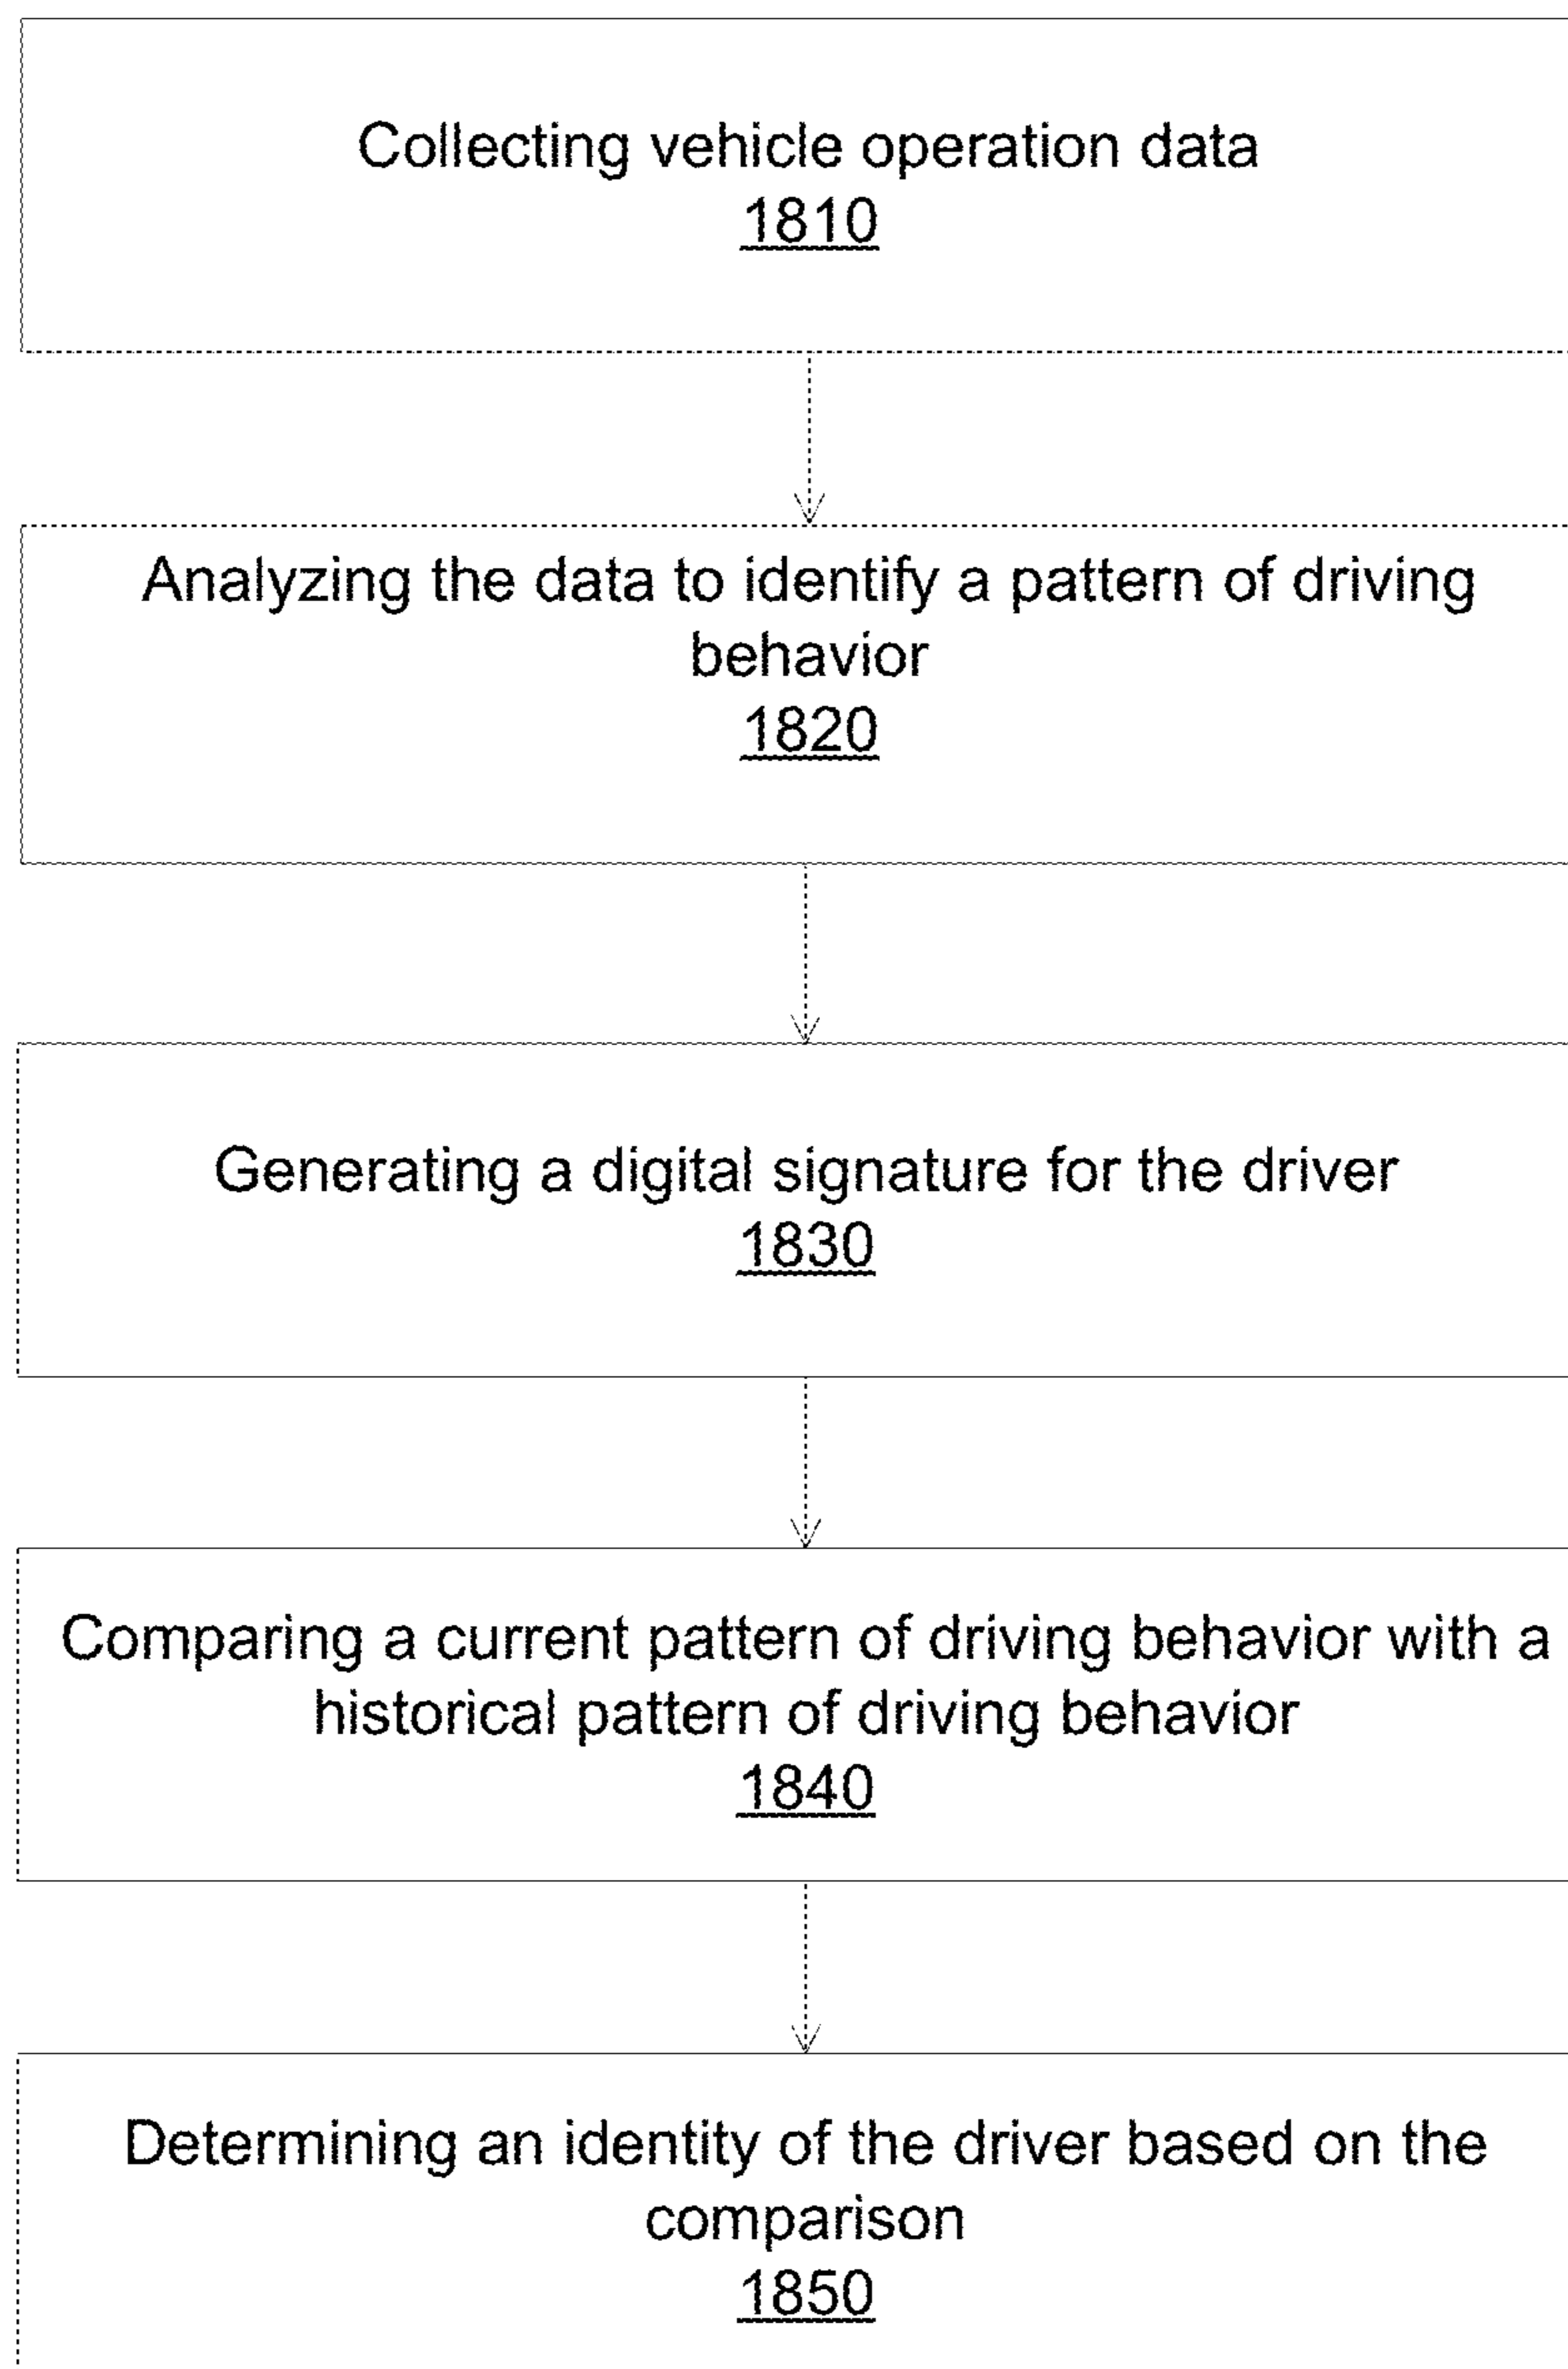 Collecting vehicle operation data
1810
Analyzing the data to identify a pattern of driving
behavior
1820
Generating a digital signature for the driver
1830
Comparing a current pattern of driving behavior with a
historical pattern of driving behavior
1840
Determining an identity of the driver based on the
comparison
1850